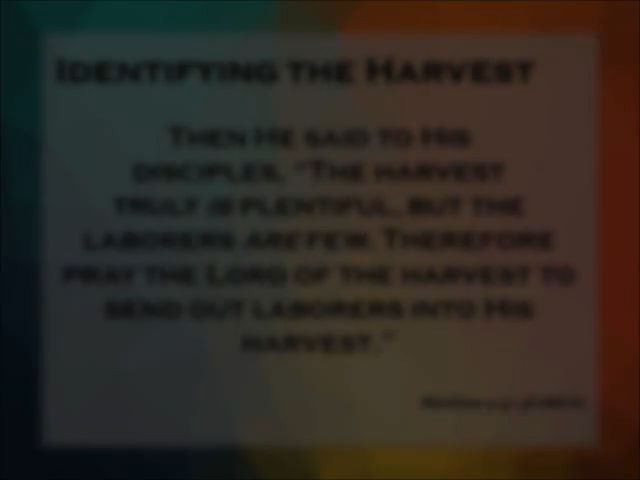 Identifying the Harvest
Then He said to His
disciples, "The harvest
truly is plentiful, but the
laborers are few. Therefore
pray the Lord of the harvest to
send out laborers into His
harvest."